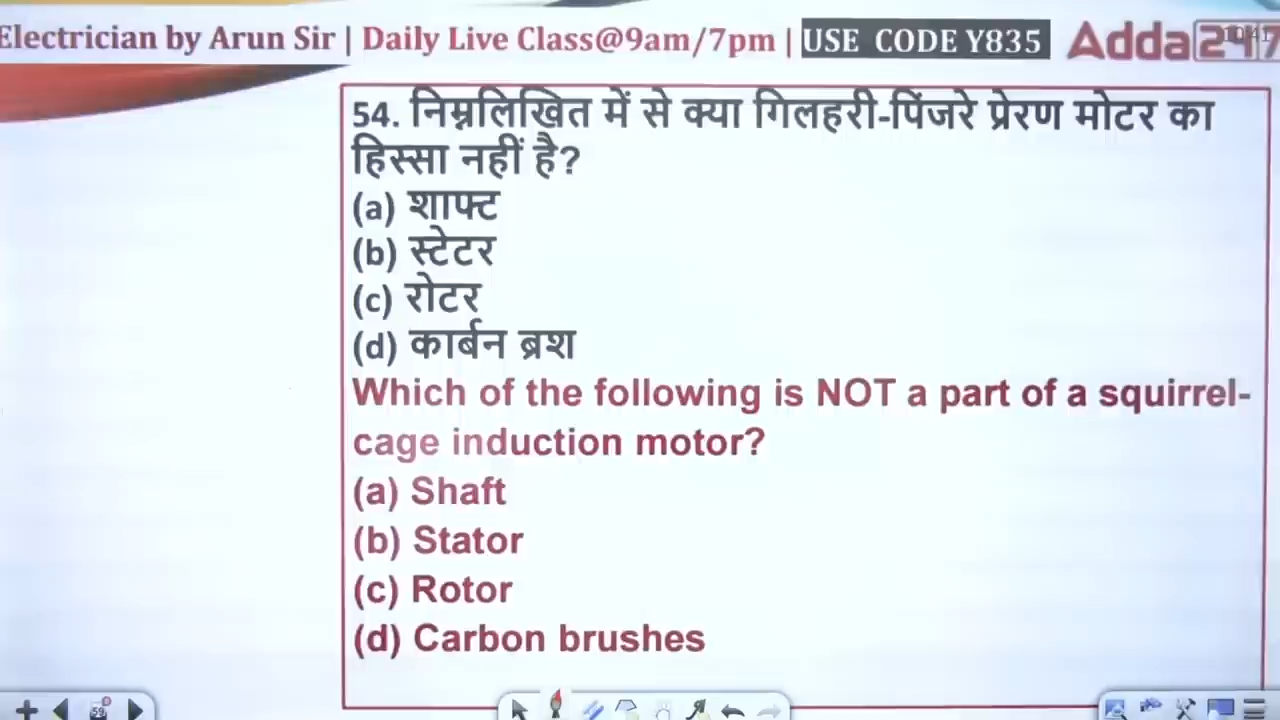 Electrician by Arun Sir | Daily Live Class@9am/7pm | USE CODE Y835 Adda247
54. निम्नलिखित में से क्या गिलहरी-पिंजरे प्रेरण मोटर का
हिस्सा नहीं है?
(a) शाफ्ट
(b) स्टेटर
(c) रोटर
(d) कार्बन ब्रश
Which of the following is NOT a part of a squirrel-
cage induction motor?
(a) Shaft
(b) Stator
(c) Rotor
(d) Carbon brushes
59